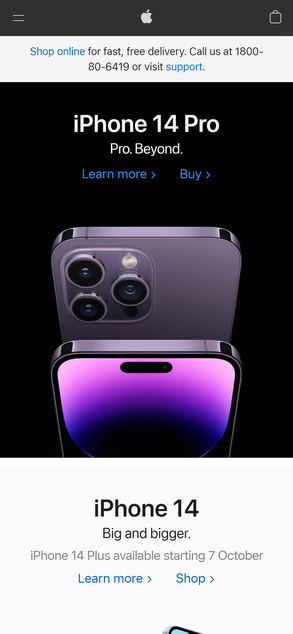 Shop online for fast, free delivery. Call us at 1800-
80-6419 or visit support.
iPhone 14 Pro
Pro. Beyond.
Learn more > Buy >
iPhone 14
Big and bigger.
iPhone 14 Plus available starting 7 October
Learn more > Shop >